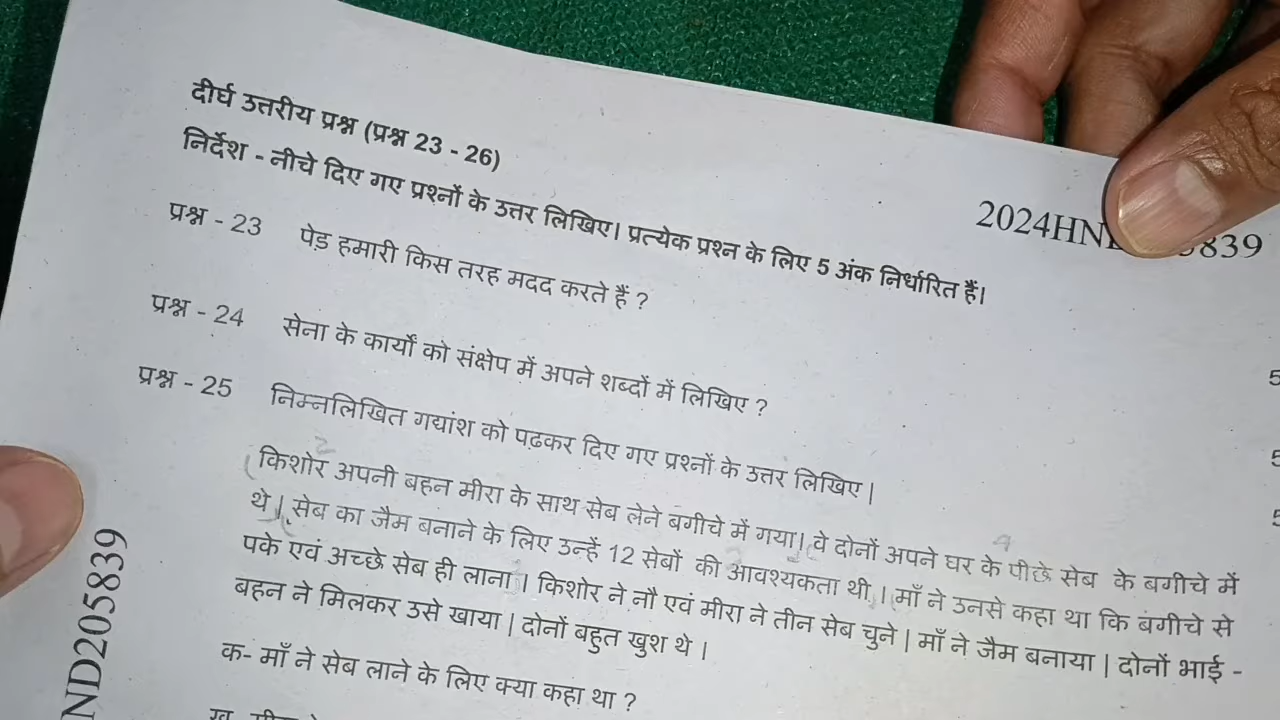 दीर्घ उत्तरीय प्रश्न (प्रश्न 23 - 26)
निर्देश - नीचे दिए गए प्रश्नों के उत्तर लिखिए। प्रत्येक प्रश्न के लिए 5 अंक निर्धारित हैं।
2024HN 839
प्रश्न - 23 पेड़ हमारी किस तरह मदद करते हैं ?
प्रश्न - 24 सेना के कार्यों को संक्षेप में अपने शब्दों में लिखिए ?
5
प्रश्न - 25 निम्नलिखित गद्यांश को पढ़कर दिए गए प्रश्नों के उत्तर लिखिए |
5
5
किशोर अपनी बहन मीरा के साथ सेब लेने बगीचे में गया। वे दोनों अपने घर के पीछे सेब के बगीचे में
थे | सेब का जैम बनाने के लिए उन्हें 12 सेबों की आवश्यकता थी | माँ ने उनसे कहा था कि बगीचे से
पके एवं अच्छे सेब ही लाना | किशोर ने नौ एवं मीरा ने तीन सेब चुने | माँ ने जैम बनाया | दोनों भाई -
बहन ने मिलकर उसे खाया | दोनों बहुत खुश थे |
क- माँ ने सेब लाने के लिए क्या कहा था ?
ND205839